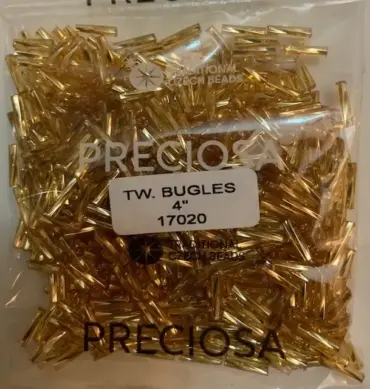 PRECIOSA
TRADITIONAL
CZECH BEADS
PRECIOSA
TW. BUGLES
4"
17020
TRADITIONAL
CZECH BEADS
PRECIOSA